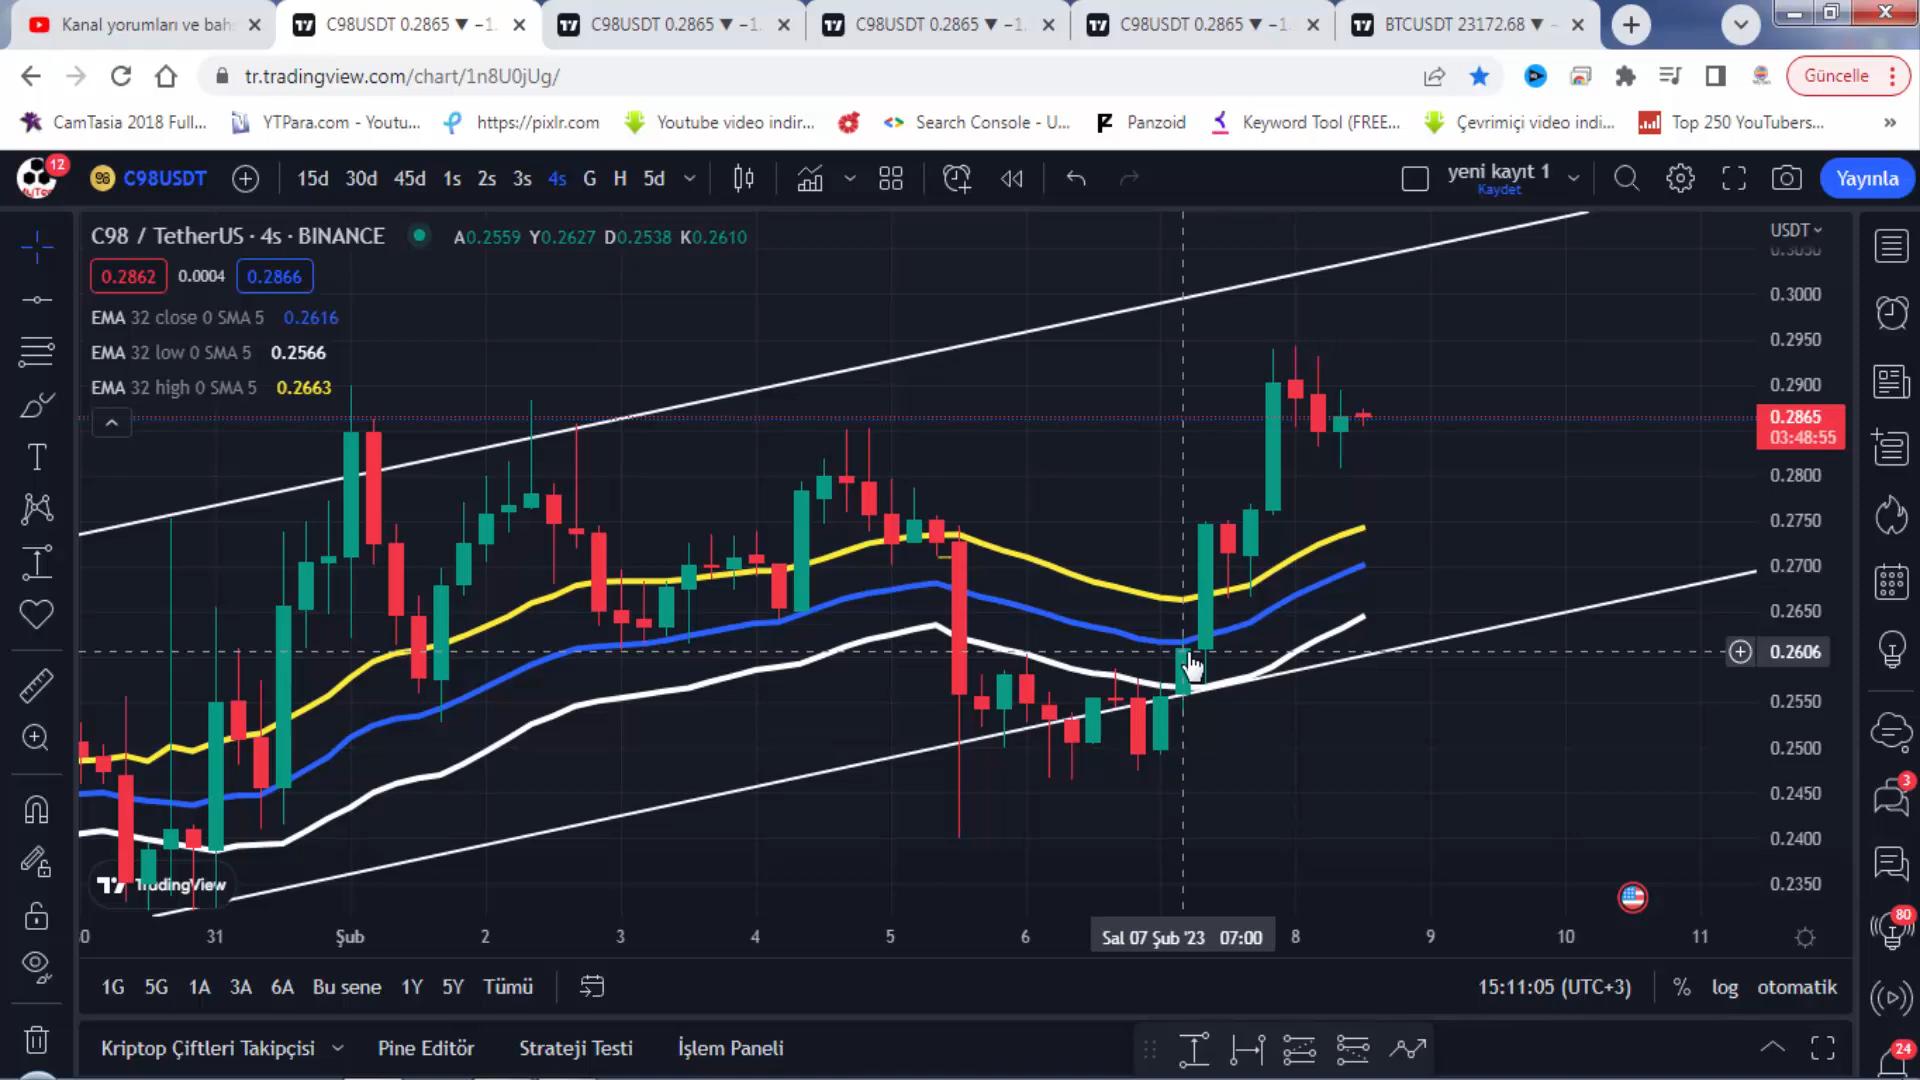 Kanal yorumları ve bah
C98USDT 0.2865 ▼ −1.
C98USDT 0.2865 ▼ −1.
C98USDT 0.2865 ▼ −1.
C98USDT 0.2865 ▼ −1.
BTCUSDT 23172.68 ▼ −
tr.tradingview.com/chart/1n8U0jUg/
Güncelle
CamTasia 2018 Full...
YTPara.com - Youtu...
https://pixlr.com
Youtube video indir...
Search Console - U...
Panzoid
Keyword Tool (FREE...
Çevrimiçi video indi...
Top 250 YouTubers...
»
12
98
C98USDT
15d 30d 45d 1s 2s 3s 4s G H 5d
yeni kayıt 1
Kaydet
Yayınla
C98 / TetherUS · 4s · BINANCE
A0.2559 Y0.2627 D0.2538 K0.2610
USDT
0.2862 0.0004 0.2866
EMA 32 close 0 SMA 5 0.2616
EMA 32 low 0 SMA 5 0.2566
EMA 32 high 0 SMA 5 0.2663
0.3050
0.3000
0.2950
0.2900
0.2865
03:48:55
0.2800
0.2750
0.2700
0.2650
0.2606
0.2550
0.2500
0.2450
0.2400
0.2350
TradingView
31 Şub 2 3 4 5 6 Sal 07 Şub '23 07:00 8 9 10 11
1G 5G 1A 3A 6A Bu sene 1Y 5Y Tümü
15:11:05 (UTC+3) % log otomatik
Kriptop Çiftleri Takipçisi Pine Editör Strateji Testi İşlem Paneli
3
80
24